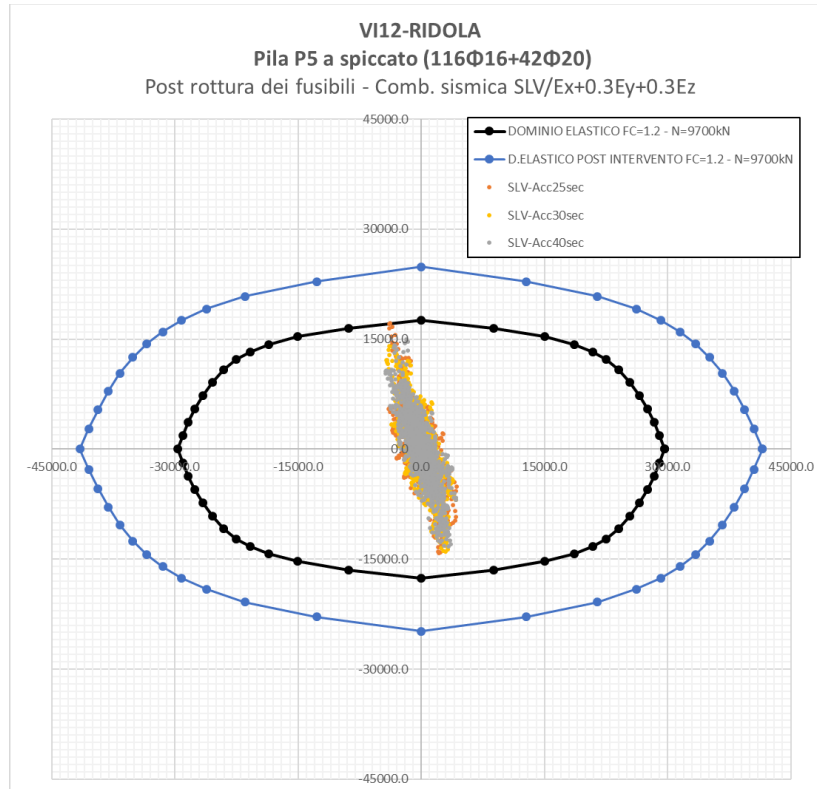 VI12-RIDOLA
Pila P5 a spiccato (116Φ16+42Φ20)
Post rottura dei fusibili - Comb. sismica SLV/Ex+0.3Ey+0.3Ez
45000.0
DOMINIO ELASTICO FC=1.2 - N=9700kN
D.ELASTICO POST INTERVENTO FC=1.2 - N=9700kN
SLV-Acc25sec
SLV-Acc30sec
SLV-Acc40sec
30000.0
15000.0
0.0
-45000.0 -30000.0 -15000.0 0.0 15000.0 30000.0 45000.0
-15000.0
-30000.0
-45000.0